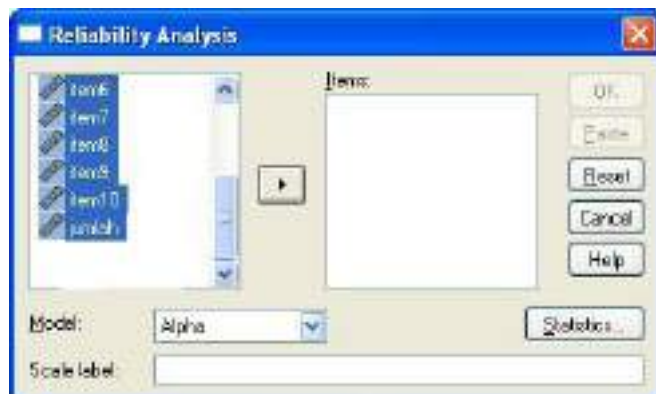 Reliability Analysis
item6
item7
item8
item9
item10
jumlah
Items:
OK
Paste
Reset
Cancel
Help
Model:
Alpha
Statistics...
Scale label: